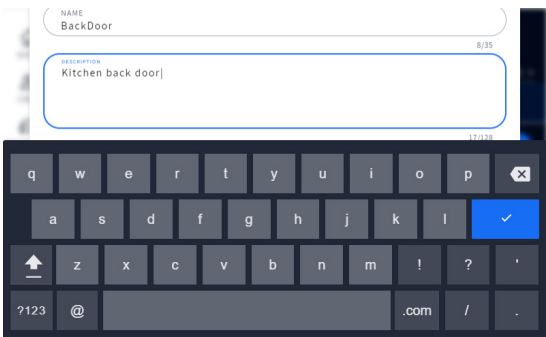 NAME
BackDoor
8/35
DESCRIPTION
Kitchen back door
17/128
q w e r t y u i o p
a s d f g h j k l
z x c v b n m ! ? '
?123 @ .com / .